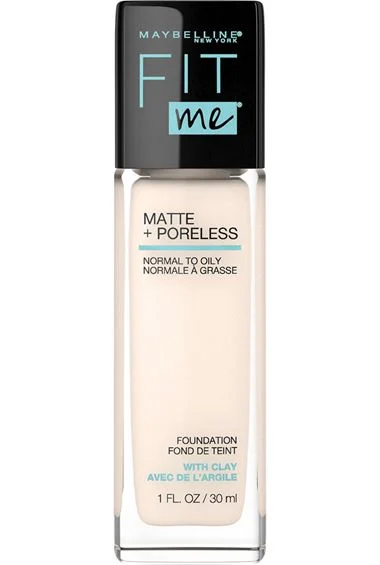 MAYBELLINE
NEW YORK
FIT
me®
MATTE
+ PORELESS
NORMAL TO OILY
NORMALE À GRASSE
FOUNDATION
FOND DE TEINT
WITH CLAY
AVEC DE L'ARGILE
1 FL. OZ / 30 ml